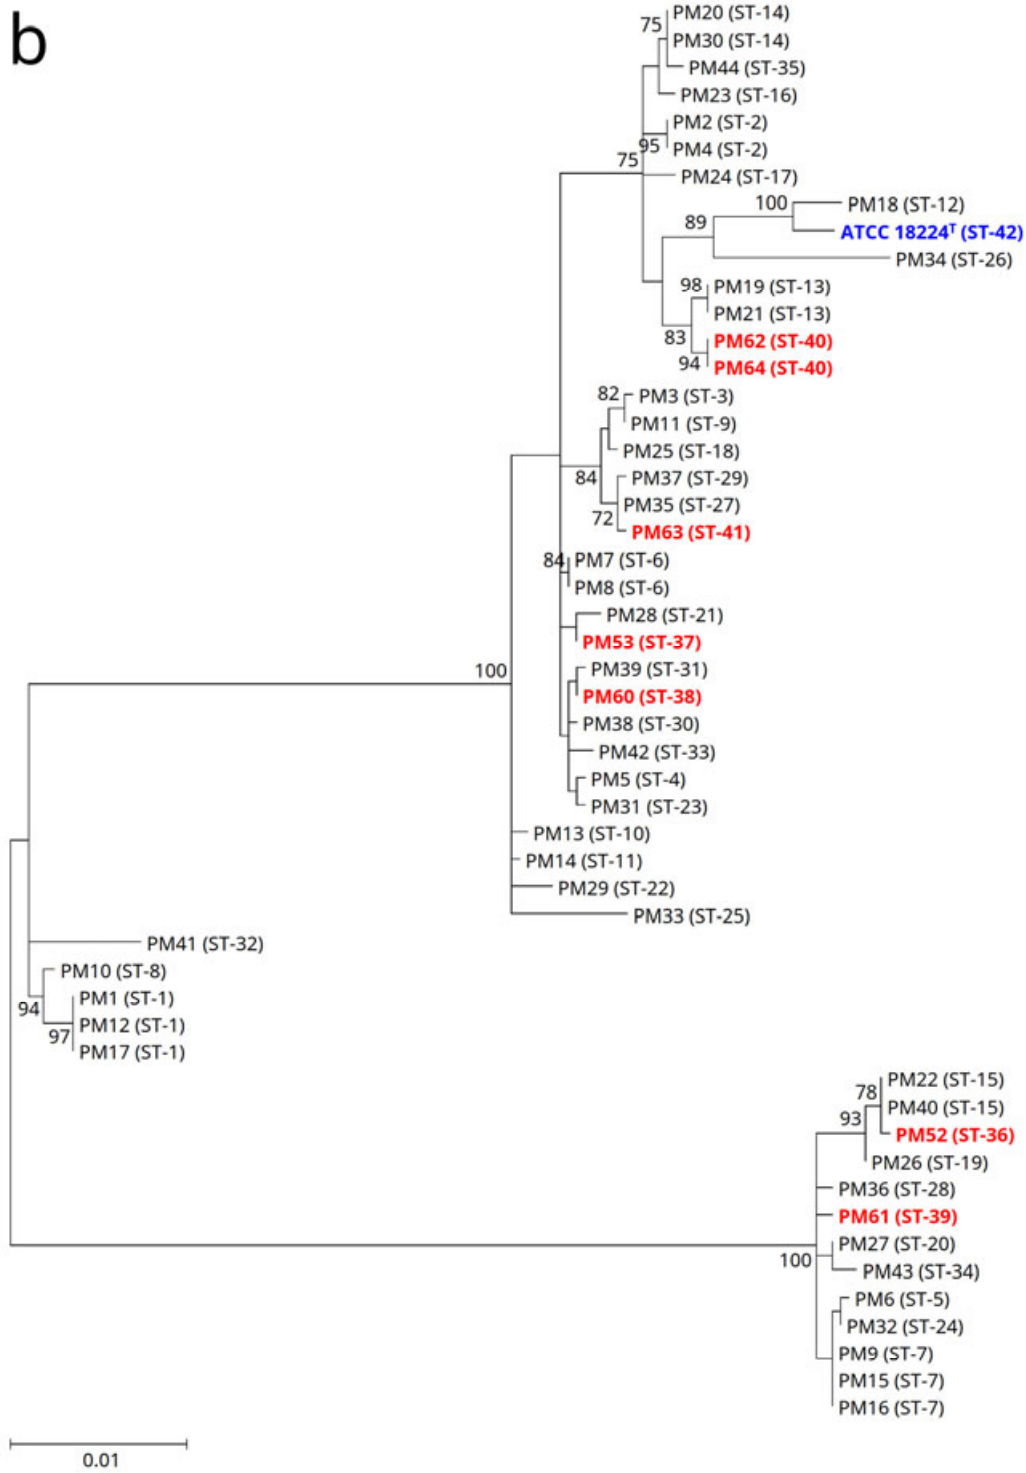 b
PM20 (ST-14)
75
PM30 (ST-14)
PM44 (ST-35)
PM23 (ST-16)
PM2 (ST-2)
95
PM4 (ST-2)
75
PM24 (ST-17)
100
PM18 (ST-12)
89
ATCC 18224ᵀ (ST-42)
PM34 (ST-26)
98
PM19 (ST-13)
PM21 (ST-13)
83
PM62 (ST-40)
94
PM64 (ST-40)
82
PM3 (ST-3)
PM11 (ST-9)
PM25 (ST-18)
84
PM37 (ST-29)
PM35 (ST-27)
72
PM63 (ST-41)
84
PM7 (ST-6)
PM8 (ST-6)
PM28 (ST-21)
PM53 (ST-37)
100
PM39 (ST-31)
PM60 (ST-38)
PM38 (ST-30)
PM42 (ST-33)
PM5 (ST-4)
PM31 (ST-23)
PM13 (ST-10)
PM14 (ST-11)
PM29 (ST-22)
PM33 (ST-25)
PM41 (ST-32)
PM10 (ST-8)
94
PM1 (ST-1)
PM12 (ST-1)
97
PM17 (ST-1)
PM22 (ST-15)
78
PM40 (ST-15)
93
PM52 (ST-36)
PM26 (ST-19)
PM36 (ST-28)
PM61 (ST-39)
PM27 (ST-20)
100
PM43 (ST-34)
PM6 (ST-5)
PM32 (ST-24)
PM9 (ST-7)
PM15 (ST-7)
PM16 (ST-7)
0.01